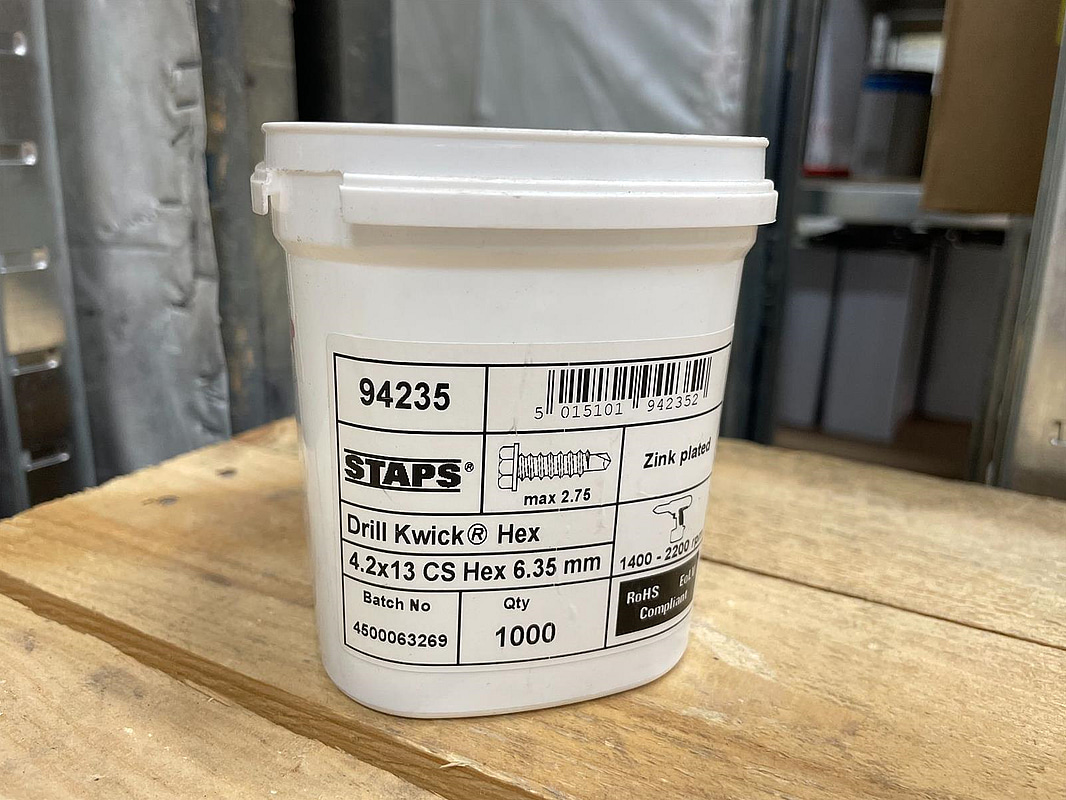 94235
5 015101 942352
STAPS®
max 2.75
Zink plated
Drill Kwick® Hex
4.2x13 CS Hex 6.35 mm
1400 - 2200
Batch No
4500063269
Qty
1000
RoHS
Compliant